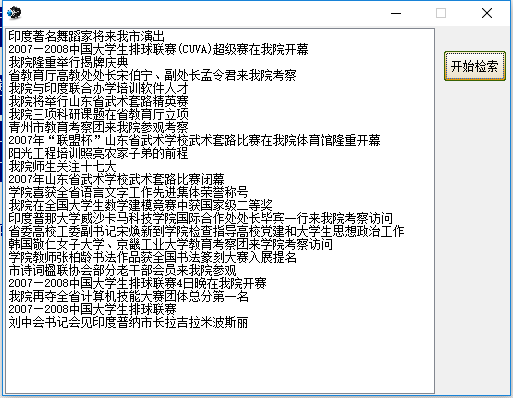 印度著名舞蹈家将来我市演出
2007－2008中国大学生排球联赛(CUVA)超级赛在我院开幕
我院隆重举行揭牌庆典
省教育厅高教处处长宋伯宁、副处长孟令君来我院考察
我院与印度联合办学培训软件人才
我院将举行山东省武术套路精英赛
我院三项科研课题在省教育厅立项
青州市教育考察团来我院参观考察
2007年“联盟杯”山东省武术学校武术套路比赛在我院体育馆隆重开幕
阳光工程培训照亮农家子弟的前程
我院师生关注十七大
2007年山东省武术学校武术套路比赛闭幕
学院喜获全省语言文字工作先进集体荣誉称号
我院在全国大学生数学建模竞赛中获国家级二等奖
印度普那大学威沙卡马科技学院国际合作处处长毕宾一行来我院考察访问
省委高校工委副书记宋焕新到学院检查指导高校党建和大学生思想政治工作
韩国敬仁女子大学、京畿工业大学教育考察团来学院考察访问
学院教师张柏龄书法作品获全国书法篆刻大赛入展提名
市诗词楹联协会部分老干部会员来我院参观
2007－2008中国大学生排球联赛4日晚在我院开赛
我院再夺全省计算机技能大赛团体总分第一名
2007－2008中国大学生排球联赛
刘中会书记会见印度普纳市长拉吉拉米波斯丽
开始检索